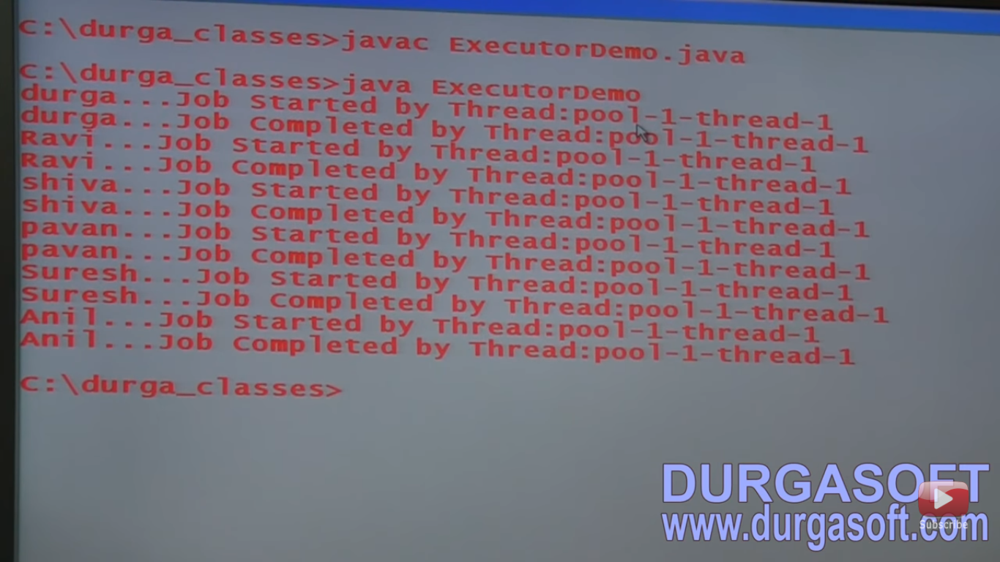 C:\durga_classes>javac ExecutorDemo.java
C:\durga_classes>java ExecutorDemo
durga...Job Started by Thread:pool-1-thread-1
durga...Job Completed by Thread:pool-1-thread-1
Ravi...Job Started by Thread:pool-1-thread-1
Ravi...Job Completed by Thread:pool-1-thread-1
shiva...Job Started by Thread:pool-1-thread-1
shiva...Job Completed by Thread:pool-1-thread-1
pavan...Job Started by Thread:pool-1-thread-1
pavan...Job Completed by Thread:pool-1-thread-1
Suresh...Job Started by Thread:pool-1-thread-1
Suresh...Job Completed by Thread:pool-1-thread-1
Anil...Job Started by Thread:pool-1-thread-1
Anil...Job Completed by Thread:pool-1-thread-1
C:\durga_classes>
DURGASOFT
www.durgasoft.com
Subscribe